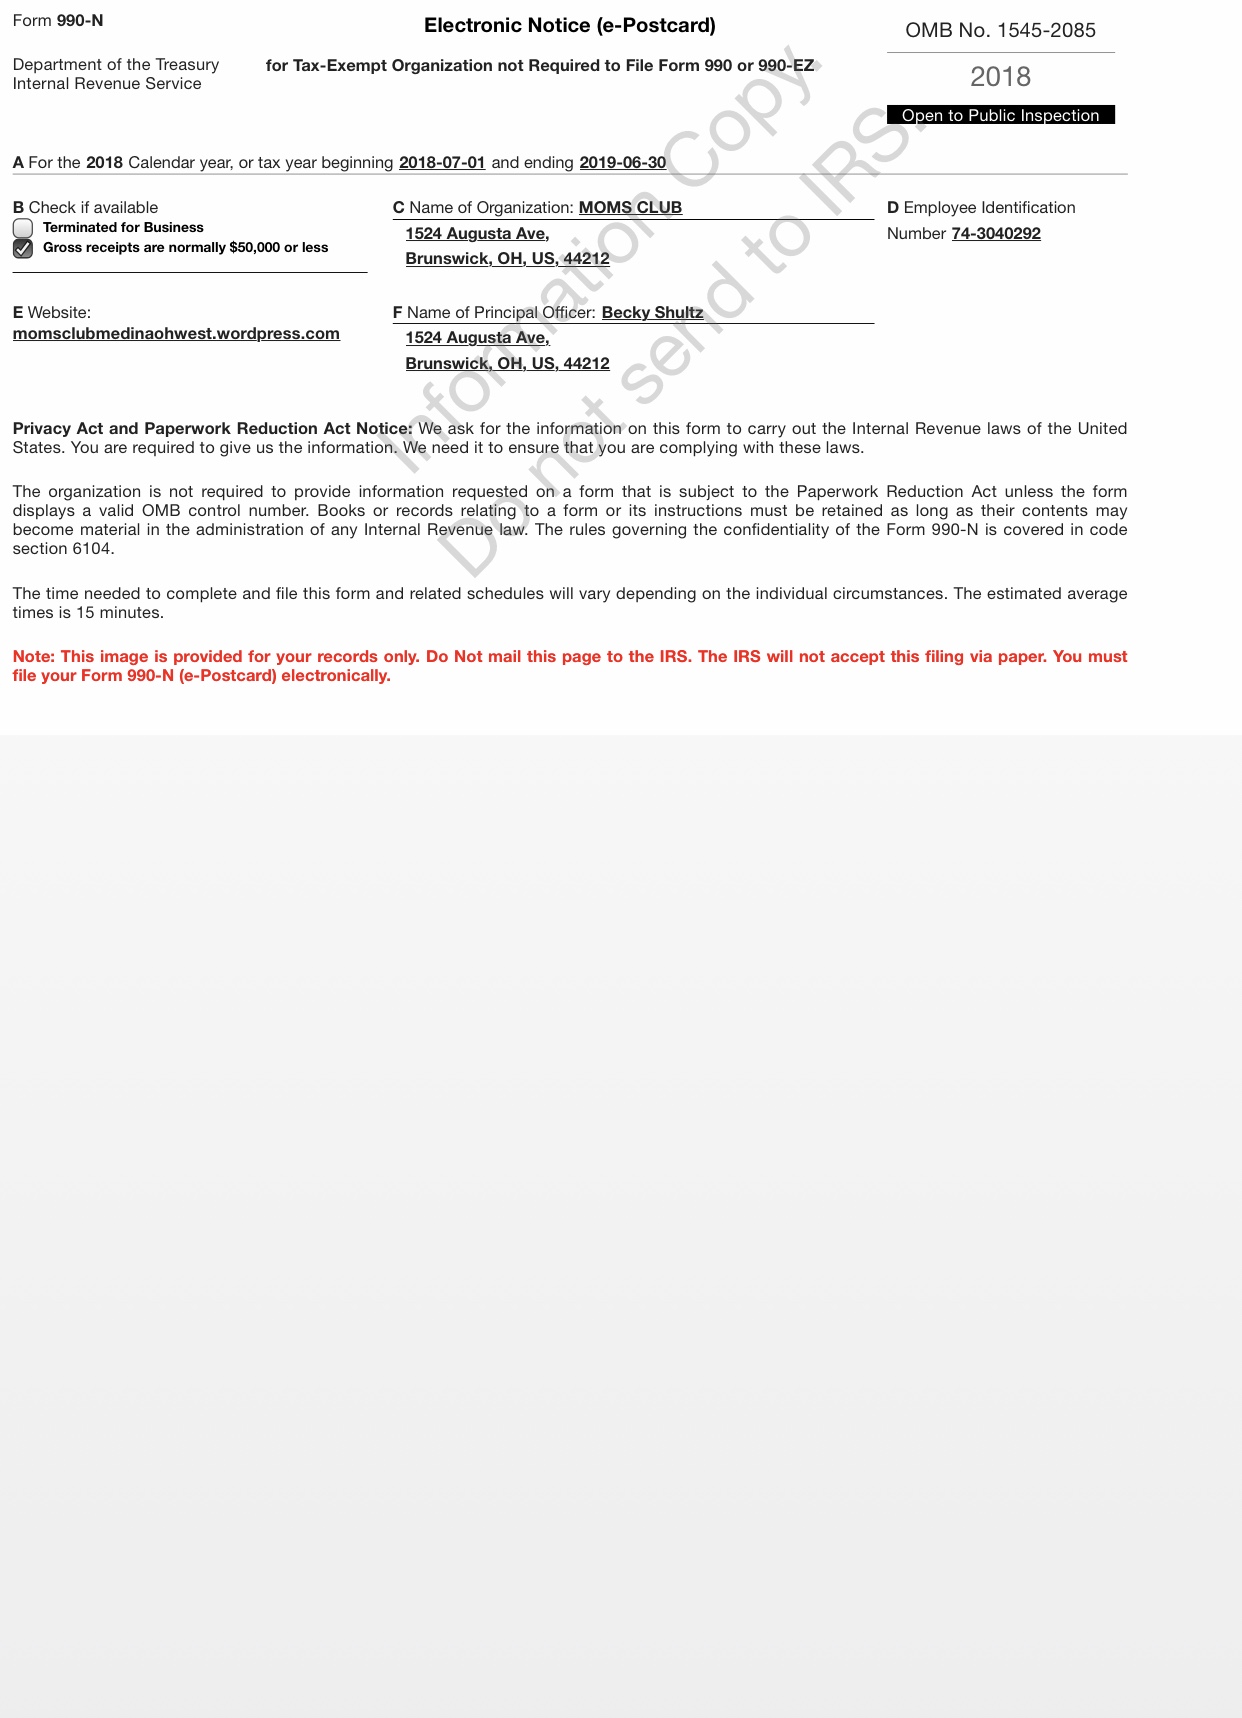 Form 990-N
Electronic Notice (e-Postcard)
OMB No. 1545-2085
Department of the Treasury
Internal Revenue Service
for Tax-Exempt Organization not Required to File Form 990 or 990-EZ
2018
Open to Public Inspection
A For the 2018 Calendar year, or tax year beginning 2018-07-01 and ending 2019-06-30
B Check if available
Terminated for Business
Gross receipts are normally $50,000 or less
C Name of Organization: MOMS CLUB
1524 Augusta Ave,
Brunswick, OH, US, 44212
D Employee Identification
Number 74-3040292
E Website:
momsclubmedinaohwest.wordpress.com
F Name of Principal Officer: Becky Shultz
1524 Augusta Ave,
Brunswick, OH, US, 44212
Privacy Act and Paperwork Reduction Act Notice: We ask for the information on this form to carry out the Internal Revenue laws of the United
States. You are required to give us the information. We need it to ensure that you are complying with these laws.
The organization is not required to provide information requested on a form that is subject to the Paperwork Reduction Act unless the form
displays a valid OMB control number. Books or records relating to a form or its instructions must be retained as long as their contents may
become material in the administration of any Internal Revenue law. The rules governing the confidentiality of the Form 990-N is covered in code
section 6104.
The time needed to complete and file this form and related schedules will vary depending on the individual circumstances. The estimated average
times is 15 minutes.
Note: This image is provided for your records only. Do Not mail this page to the IRS. The IRS will not accept this filing via paper. You must
file your Form 990-N (e-Postcard) electronically.
Information Copy.
Do not send to IRS.